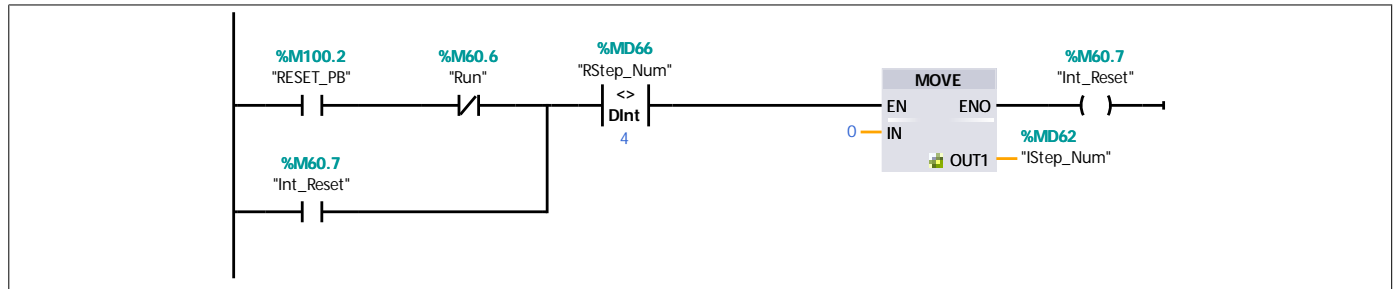 %M100.2
"RESET_PB"
%M60.6
"Run"
%MD66
"RStep_Num"
<>
DInt
4
MOVE
EN
ENO
0
IN
OUT1
%MD62
"IStep_Num"
%M60.7
"Int_Reset"
%M60.7
"Int_Reset"